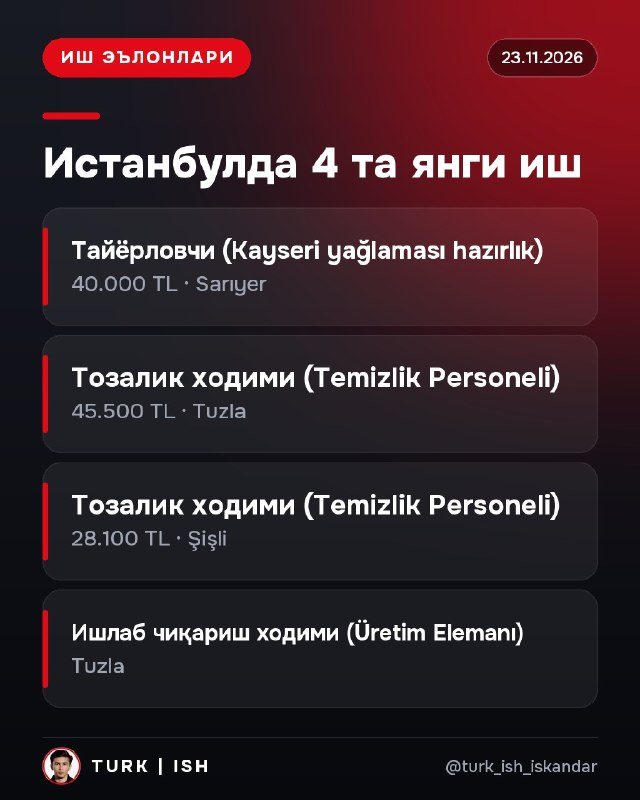 ИШ ЭЪЛОНЛАРИ
23.11.2026
Истанбулда 4 та янги иш
Тайёрловчи (Kayseri yağlaması hazırlık)
40.000 TL · Sarıyer
Тозалик ходими (Temizlik Personeli)
45.500 TL · Tuzla
Тозалик ходими (Temizlik Personeli)
28.100 TL · Şişli
Ишлаб чиқариш ходими (Üretim Elemanı)
Tuzla
TURK | ISH
@turk_ish_iskandar